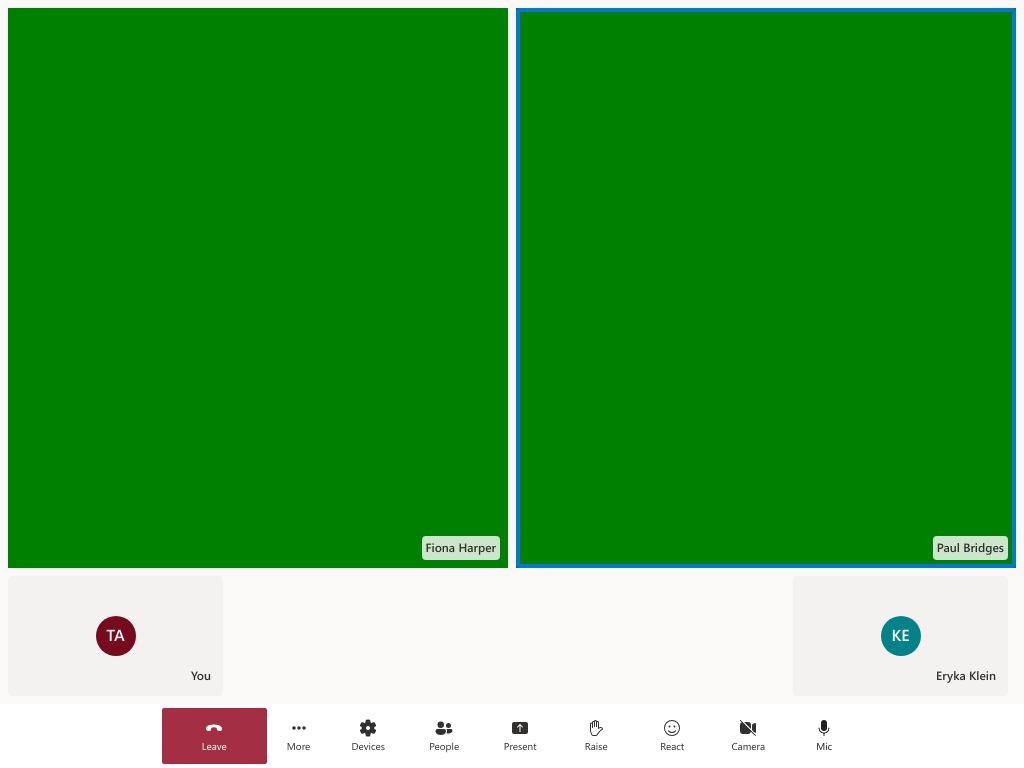 Fiona Harper
Paul Bridges
TA
You
KE
Eryka Klein
Leave
More
Devices
People
Present
Raise
React
Camera
Mic